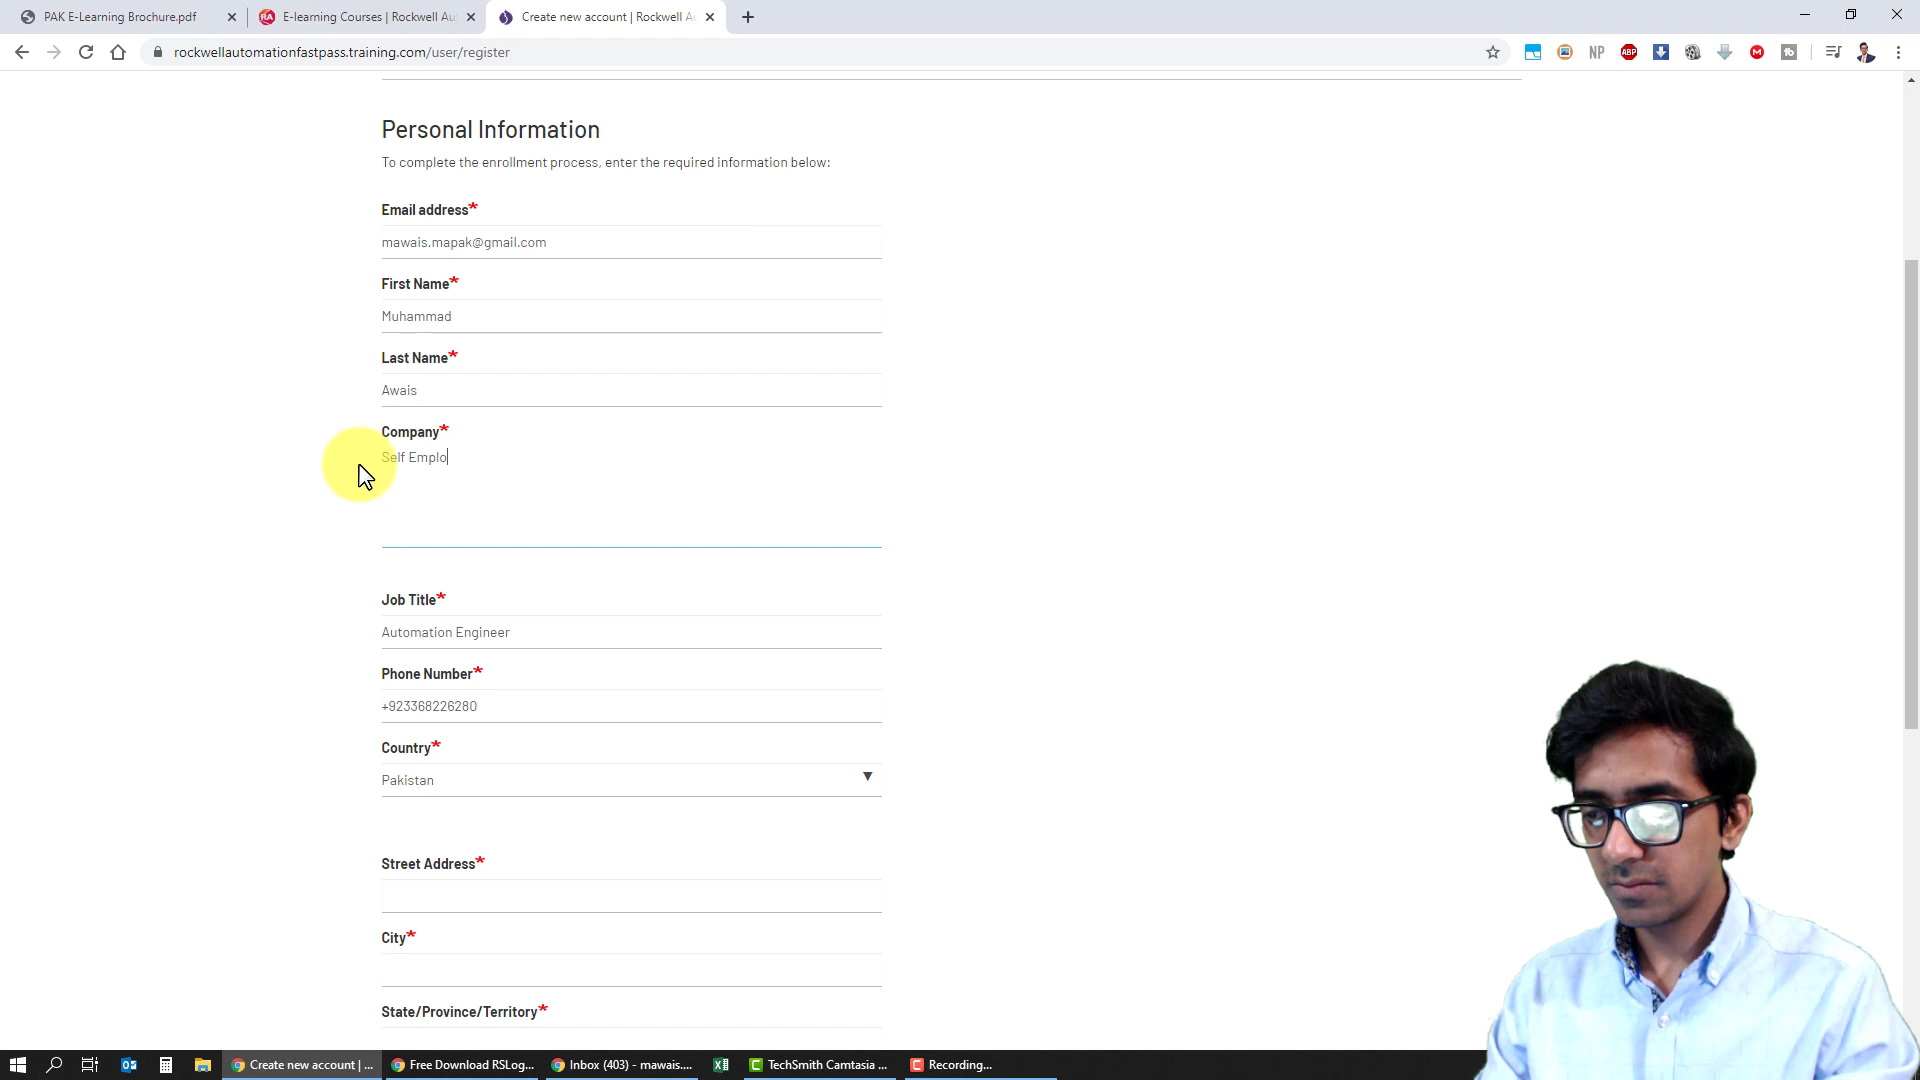 PAK E-Learning Brochure.pdf
E-learning Courses | Rockwell Au
Create new account | Rockwell A
rockwellautomationfastpass.training.com/user/register
NP
ABP
Personal Information
To complete the enrollment process, enter the required information below:
Email address*
mawais.mapak@gmail.com
First Name*
Muhammad
Last Name*
Awais
Company*
Self Emplo
Job Title*
Automation Engineer
Phone Number*
+923368226280
Country*
Pakistan
Street Address*
City*
State/Province/Territory*
Create new account | ...
Free Download RSLog...
Inbox (403) - mawais....
TechSmith Camtasia ...
Recording...